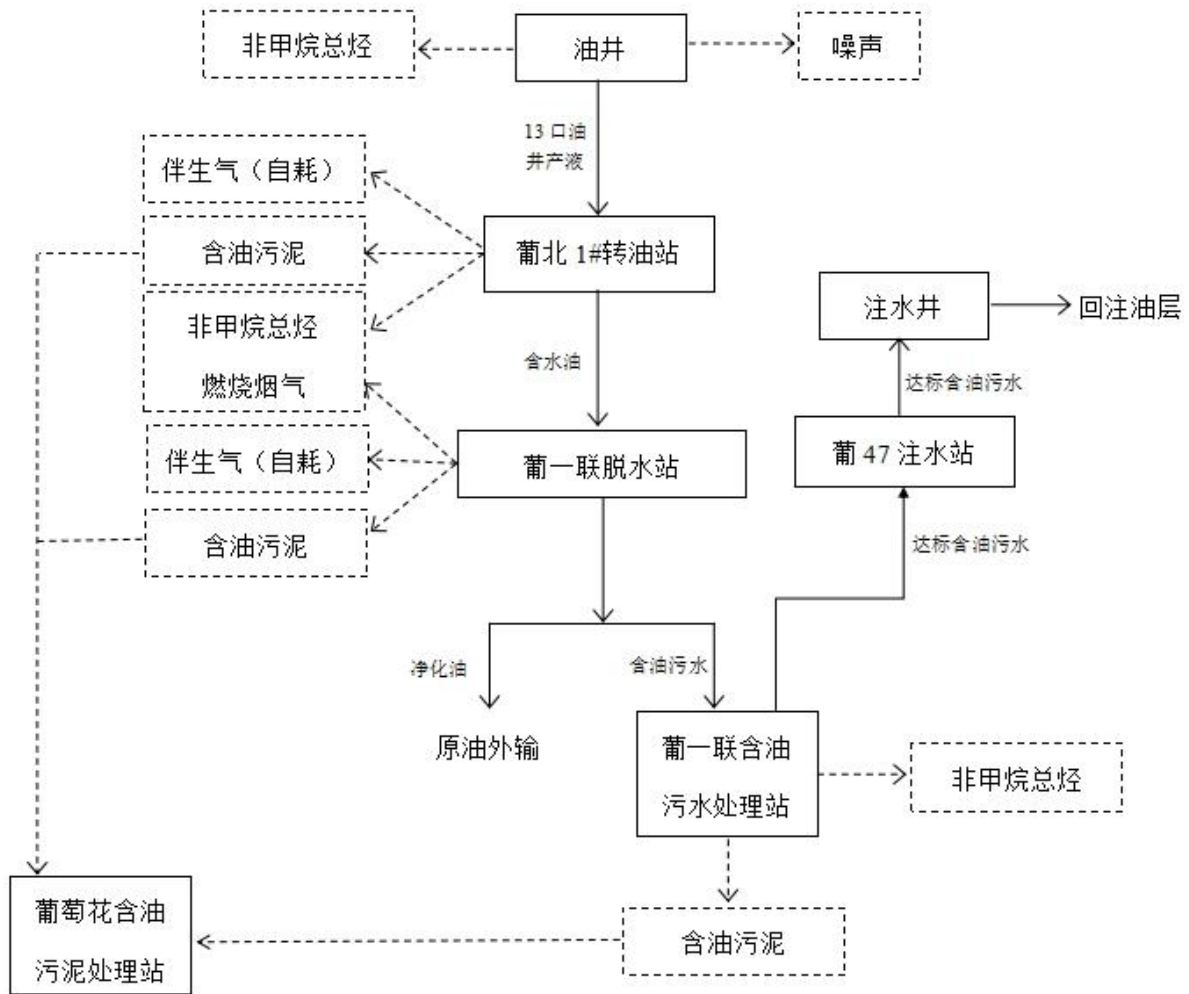 非甲烷总烃
油井
噪声
13 口油
井产液
伴生气（自耗）
含油污泥
葡北 1#转油站
非甲烷总烃
燃烧烟气
含水油
注水井
回注油层
达标含油污水
伴生气（自耗）
葡一联脱水站
葡 47 注水站
含油污泥
达标含油污水
净化油
含油污水
原油外输
葡一联含油
污水处理站
非甲烷总烃
葡萄花含油
污泥处理站
含油污泥